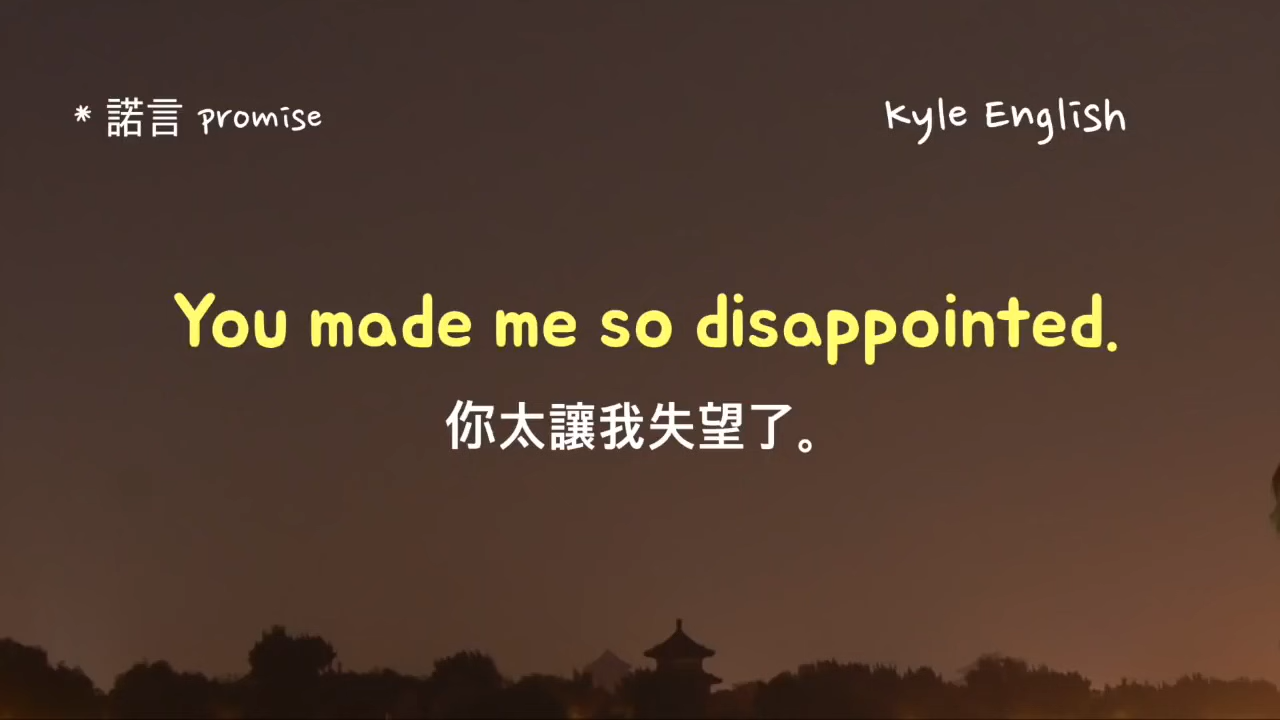 * 諾言 promise
Kyle English
You made me so disappointed.
你太讓我失望了。